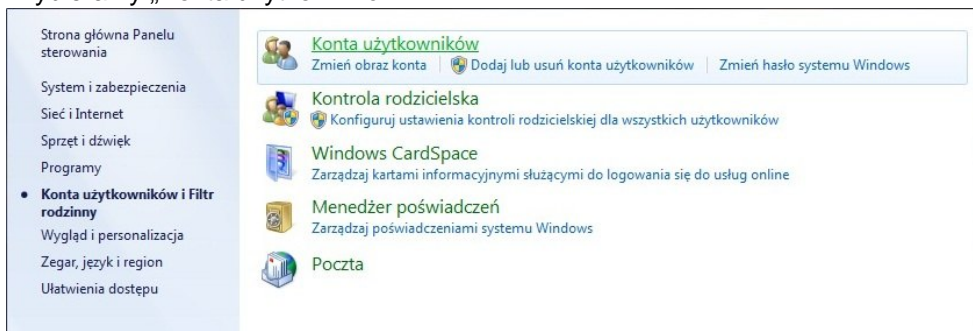 Strona główna Panelu
sterowania
System i zabezpieczenia
Sieć i Internet
Sprzęt i dźwięk
Programy
Konta użytkowników i Filtr
rodzinny
Wygląd i personalizacja
Zegar, język i region
Ułatwienia dostępu
Konta użytkowników
Zmień obraz konta | Dodaj lub usuń konta użytkowników | Zmień hasło systemu Windows
Kontrola rodzicielska
Konfiguruj ustawienia kontroli rodzicielskiej dla wszystkich użytkowników
Windows CardSpace
Zarządzaj kartami informacyjnymi służącymi do logowania się do usług online
Menedżer poświadczeń
Zarządzaj poświadczeniami systemu Windows
Poczta